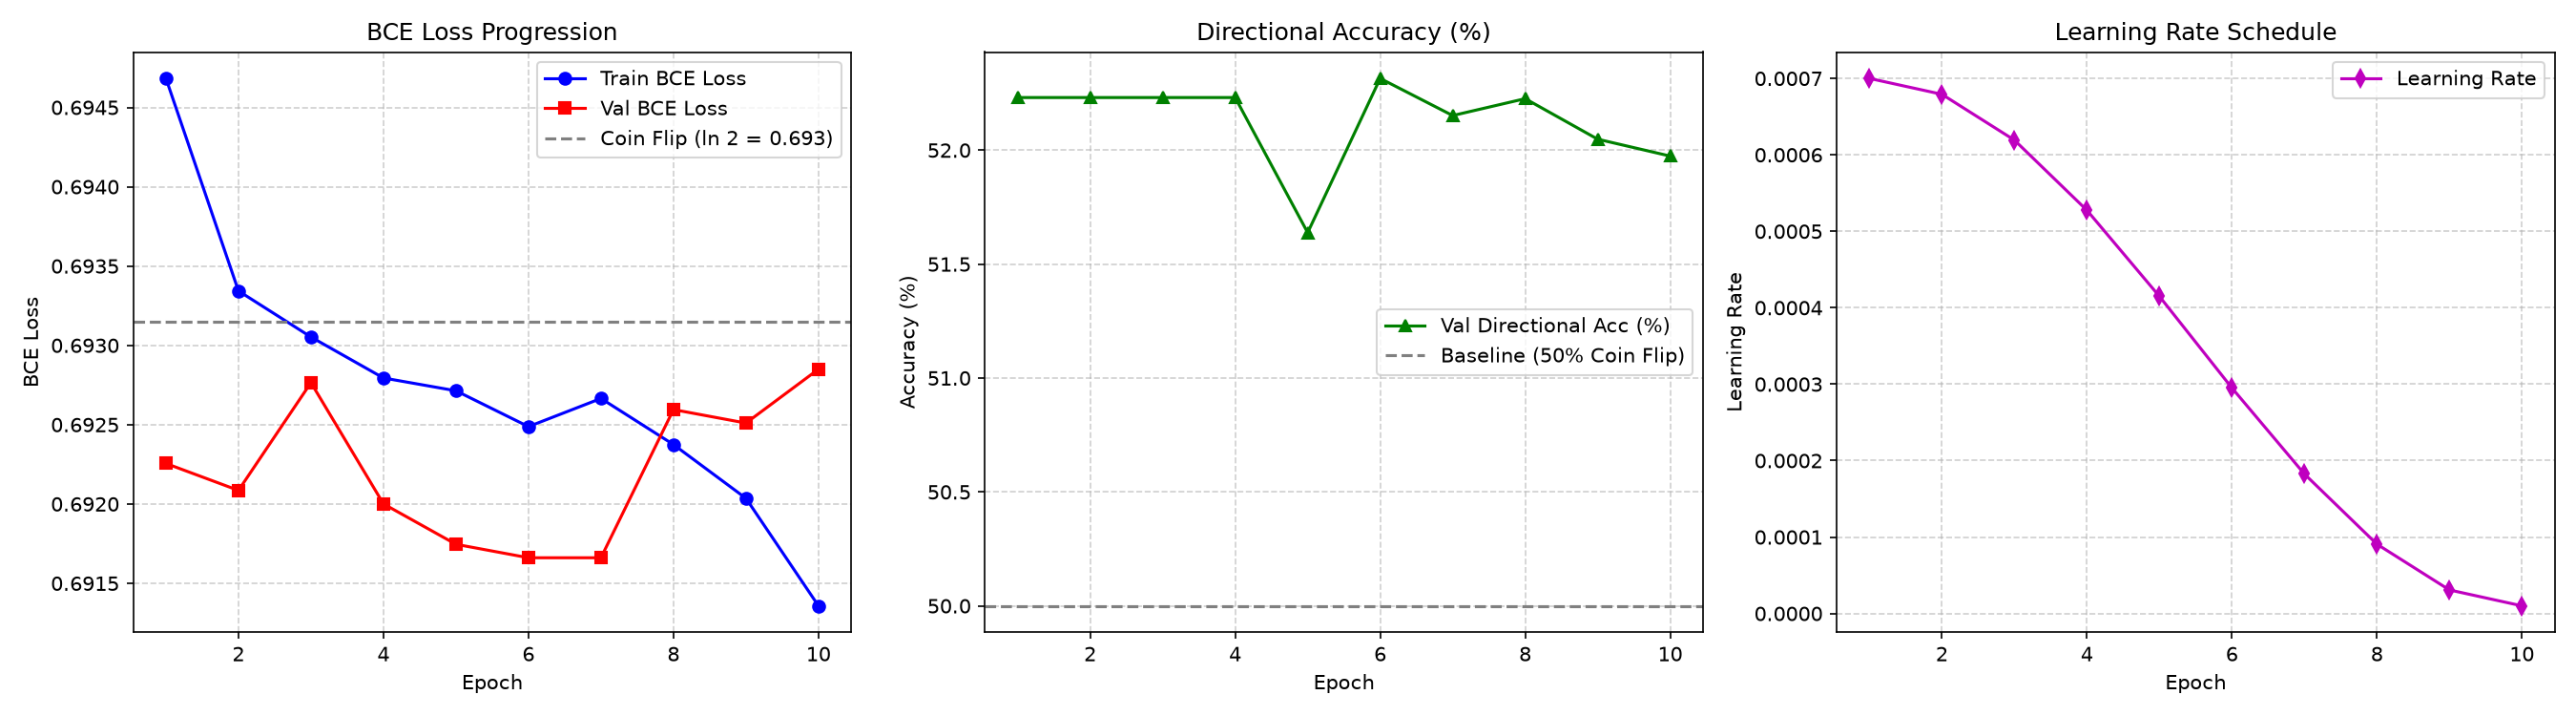 BCE Loss Progression
BCE Loss
0.6945
0.6940
0.6935
0.6930
0.6925
0.6920
0.6915
Train BCE Loss
Val BCE Loss
Coin Flip (ln 2 = 0.693)
2
4
6
8
10
Epoch
Directional Accuracy (%)
Accuracy (%)
52.0
51.5
51.0
50.5
50.0
Val Directional Acc (%)
Baseline (50% Coin Flip)
2
4
6
8
10
Epoch
Learning Rate Schedule
Learning Rate
0.0007
0.0006
0.0005
0.0004
0.0003
0.0002
0.0001
0.0000
Learning Rate
2
4
6
8
10
Epoch